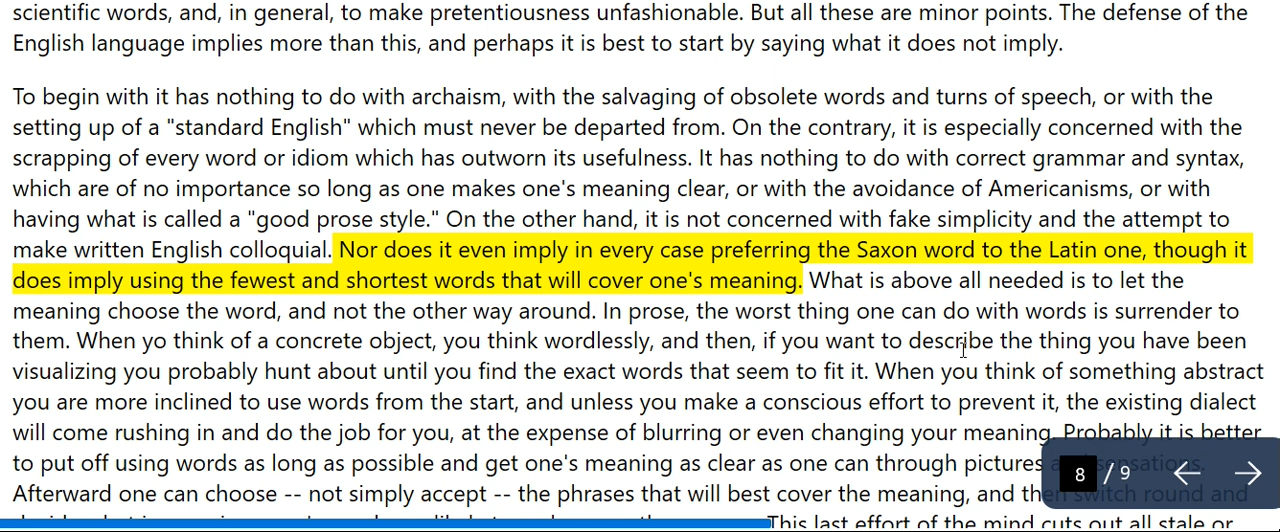 scientific words, and, in general, to make pretentiousness unfashionable. But all these are minor points. The defense of the
English language implies more than this, and perhaps it is best to start by saying what it does not imply.
To begin with it has nothing to do with archaism, with the salvaging of obsolete words and turns of speech, or with the
setting up of a "standard English" which must never be departed from. On the contrary, it is especially concerned with the
scrapping of every word or idiom which has outworn its usefulness. It has nothing to do with correct grammar and syntax,
which are of no importance so long as one makes one's meaning clear, or with the avoidance of Americanisms, or with
having what is called a "good prose style." On the other hand, it is not concerned with fake simplicity and the attempt to
make written English colloquial. Nor does it even imply in every case preferring the Saxon word to the Latin one, though it
does imply using the fewest and shortest words that will cover one's meaning. What is above all needed is to let the
meaning choose the word, and not the other way around. In prose, the worst thing one can do with words is surrender to
them. When yo think of a concrete object, you think wordlessly, and then, if you want to describe the thing you have been
visualizing you probably hunt about until you find the exact words that seem to fit it. When you think of something abstract
you are more inclined to use words from the start, and unless you make a conscious effort to prevent it, the existing dialect
will come rushing in and do the job for you, at the expense of blurring or even changing your meaning. Probably it is better
to put off using words as long as possible and get one's meaning as clear as one can through pictures and sensations.
Afterward one can choose -- not simply accept -- the phrases that will best cover the meaning, and then switch round and
This last effort of the mind cuts out all stale or
8 / 9